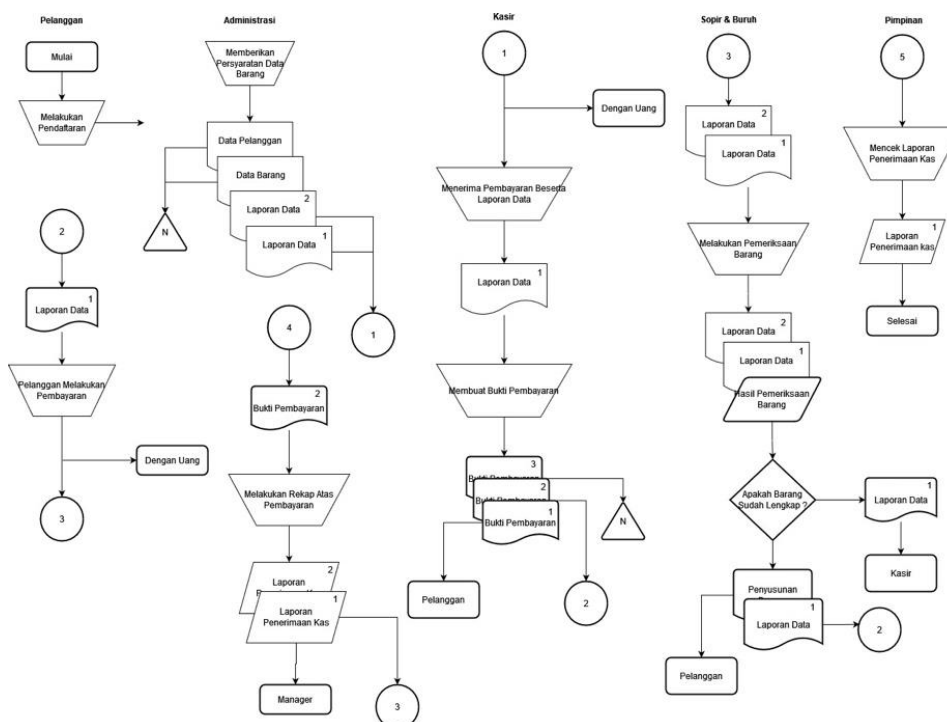 Pelanggan
Mulai
Melakukan
Pendaftaran
2
1
Laporan Data
Pelanggan Melakukan
Pembayaran
Dengan Uang
3
Administrasi
Memberikan
Persyaratan Data
Barang
Data Pelanggan
Data Barang
2
Laporan Data
1
Laporan Data
N
1
4
2
Bukti Pembayaran
Melakukan Rekap Atas
Pembayaran
2
Laporan
1
Laporan
Penerimaan Kas
Manager
3
Kasir
1
Dengan Uang
Menerima Pembayaran Beserta
Laporan Data
1
Laporan Data
Membuat Bukti Pembayaran
3
Bukti Pembayaran
2
Bukti Pembayaran
1
Bukti Pembayaran
N
Pelanggan
2
Sopir & Buruh
3
2
Laporan Data
1
Laporan Data
Melakukan Pemeriksaan
Barang
2
Laporan Data
1
Laporan Data
Hasil Pemeriksaan
Barang
Apakah Barang
Sudah Lengkap ?
1
Laporan Data
Kasir
Penyusunan
1
Laporan Data
2
Pelanggan
Pimpinan
5
Mencek Laporan
Penerimaan Kas
1
Laporan
Penerimaan kas
Selesai